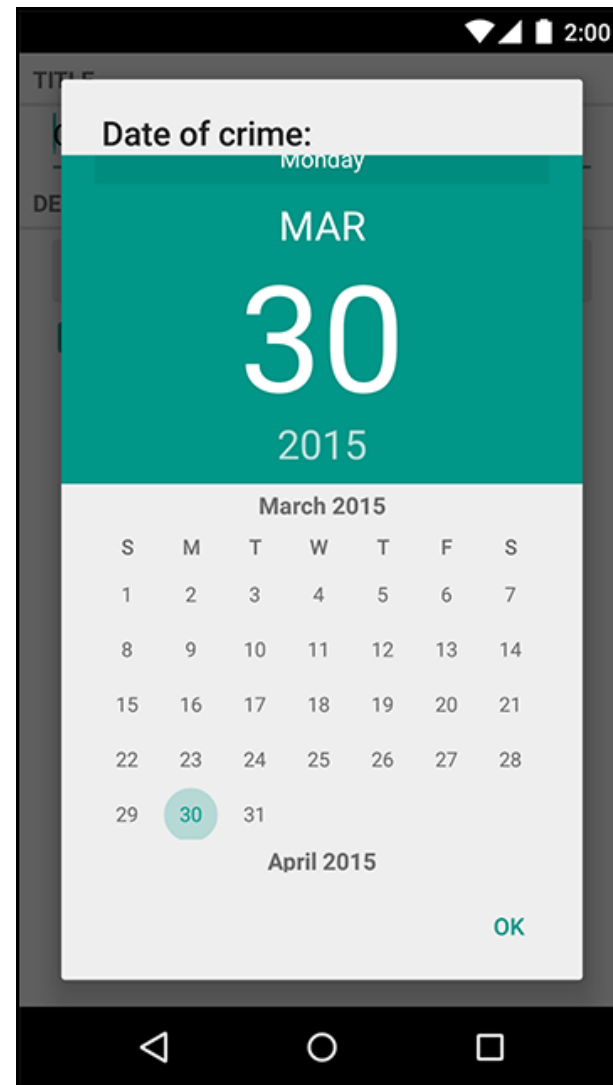 2:00
TITLE
Date of crime:
Monday
DE
MAR
30
2015
March 2015
S M T W T F S
1 2 3 4 5 6 7
8 9 10 11 12 13 14
15 16 17 18 19 20 21
22 23 24 25 26 27 28
29 30 31
April 2015
OK